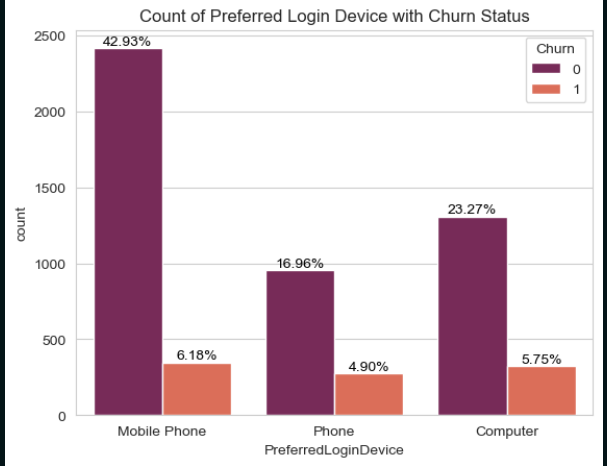 Count of Preferred Login Device with Churn Status
2500
2000
1500
1000
500
0
count
42.93%
6.18%
16.96%
4.90%
23.27%
5.75%
Churn
0
1
Mobile Phone
Phone
Computer
PreferredLoginDevice